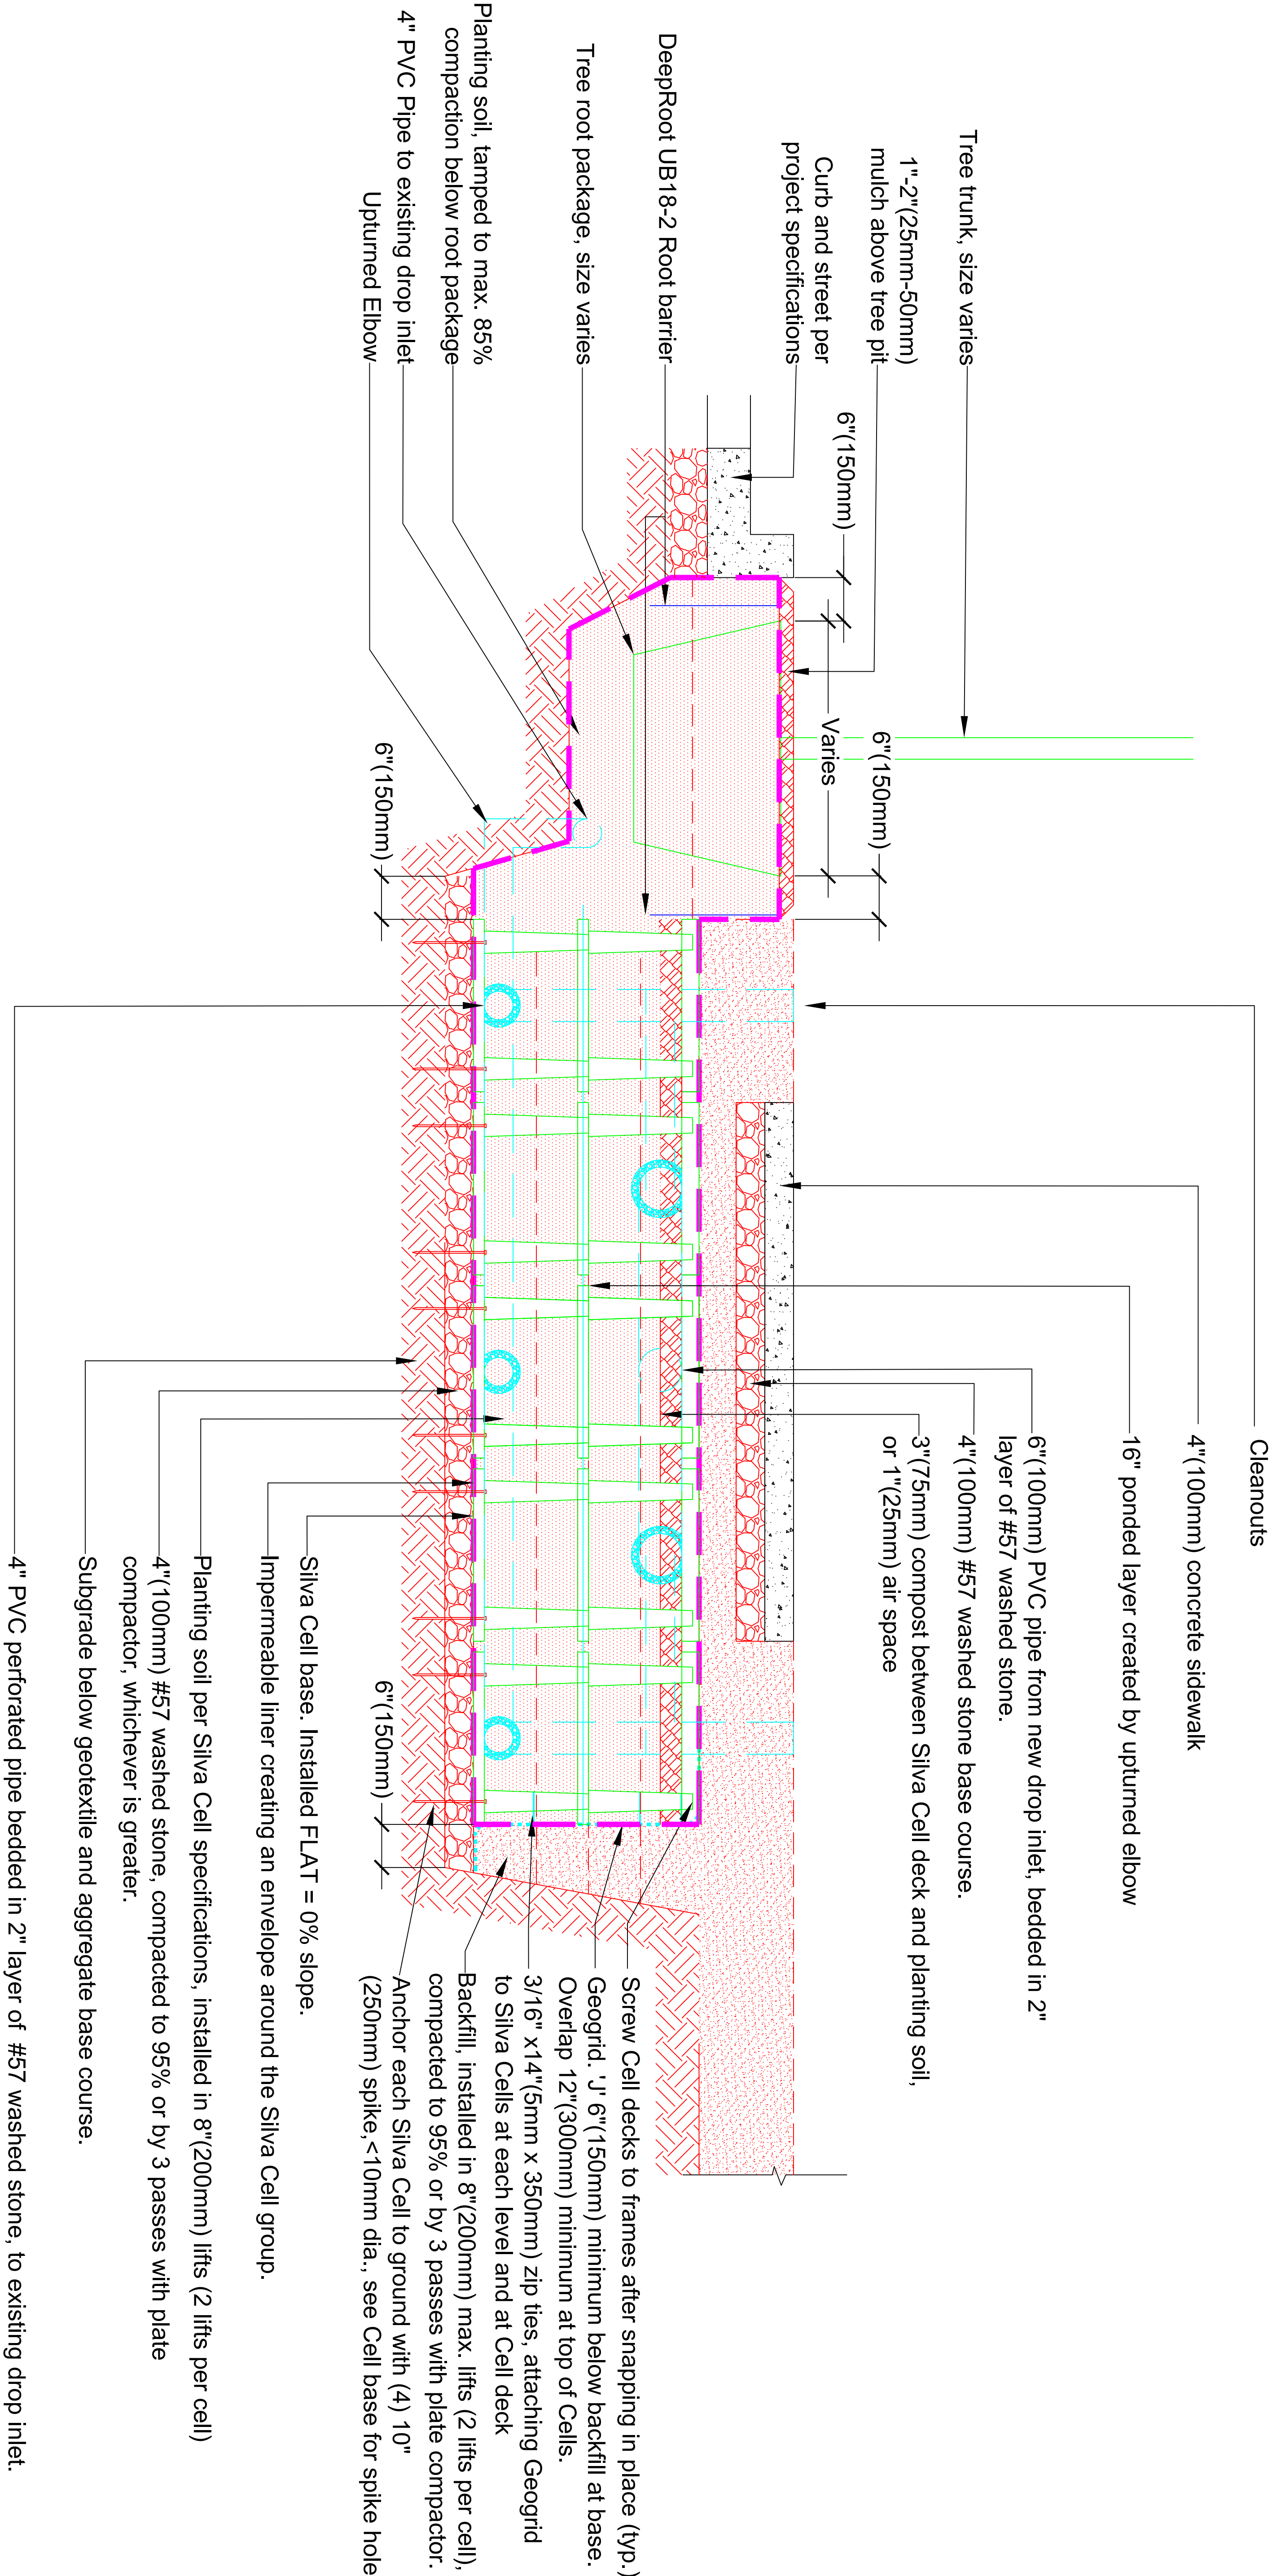 Tree trunk, size varies
1"-2"(25mm-50mm)
mulch above tree pit
Curb and street per
project specifications
DeepRoot UB18-2 Root barrier
Tree root package, size varies
Planting soil, tamped to max. 85%
compaction below root package
4" PVC Pipe to existing drop inlet
Upturned Elbow
6"(150mm)
Varies
6"(150mm)
6"(150mm)
6"(150mm)
Cleanouts
4"(100mm) concrete sidewalk
16" ponded layer created by upturned elbow
6"(100mm) PVC pipe from new drop inlet, bedded in 2"
layer of #57 washed stone.
4"(100mm) #57 washed stone base course.
3"(75mm) compost between Silva Cell deck and planting soil,
or 1"(25mm) air space
Screw Cell decks to frames after snapping in place (typ.)
Geogrid. 'J' 6"(150mm) minimum below backfill at base.
Overlap 12"(300mm) minimum at top of Cells.
3/16" x14"(5mm x 350mm) zip ties, attaching Geogrid
to Silva Cells at each level and at Cell deck
Backfill, installed in 8"(200mm) max. lifts (2 lifts per cell),
compacted to 95% or by 3 passes with plate compactor.
Anchor each Silva Cell to ground with (4) 10"
(250mm) spike,<10mm dia., see Cell base for spike hole
Silva Cell base. Installed FLAT = 0% slope.
Impermeable liner creating an envelope around the Silva Cell group.
Planting soil per Silva Cell specifications, installed in 8"(200mm) lifts (2 lifts per cell)
4"(100mm) #57 washed stone, compacted to 95% or by 3 passes with plate
compactor, whichever is greater.
Subgrade below geotextile and aggregate base course.
4" PVC perforated pipe bedded in 2" layer of #57 washed stone, to existing drop inlet.